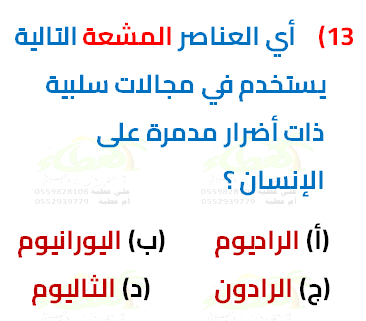 13) أي العناصر المشعة التالية
يستخدم في مجالات سلبية
ذات أضرار مدمرة على
الإنسان ؟
(أ) الراديوم (ب) اليورانيوم
(ج) الرادون (د) الثاليوم